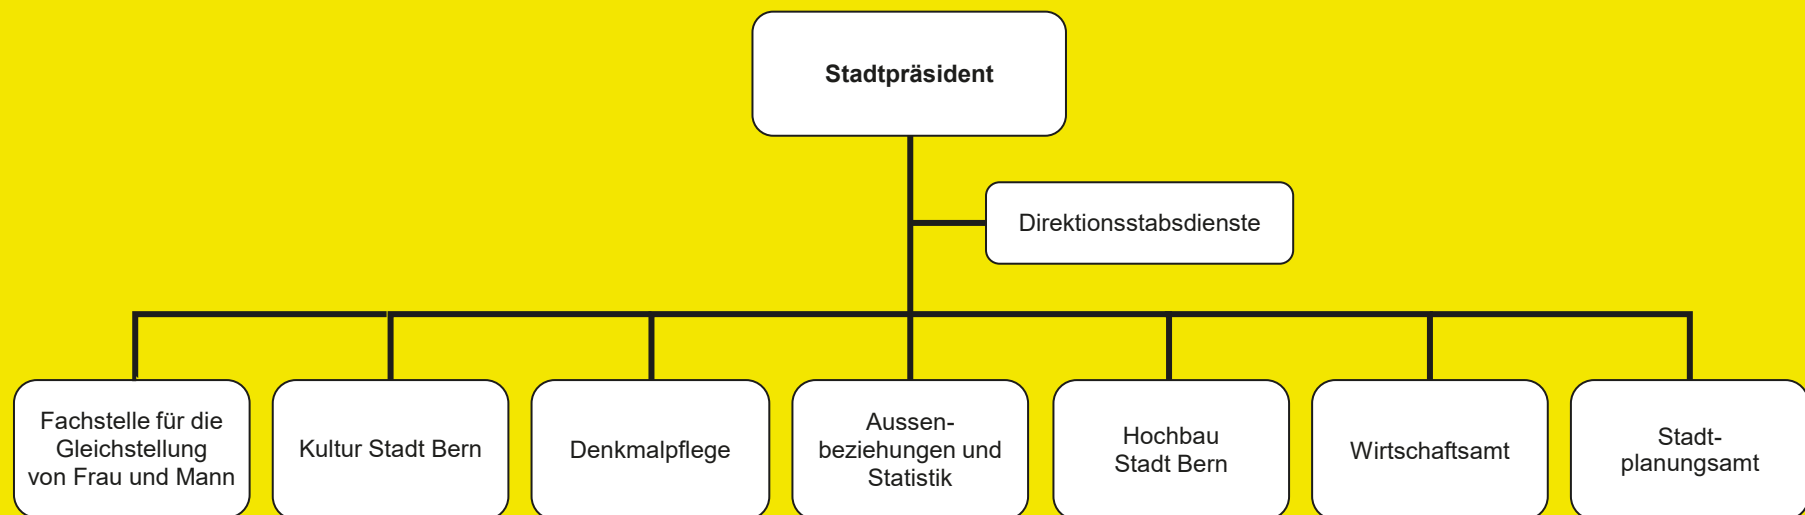 Stadtpräsident
Direktionsstabsdienste
Fachstelle für die
Gleichstellung
von Frau und Mann
Kultur Stadt Bern
Denkmalpflege
Aussen-
beziehungen und
Statistik
Hochbau
Stadt Bern
Wirtschaftsamt
Stadt-
planungsamt